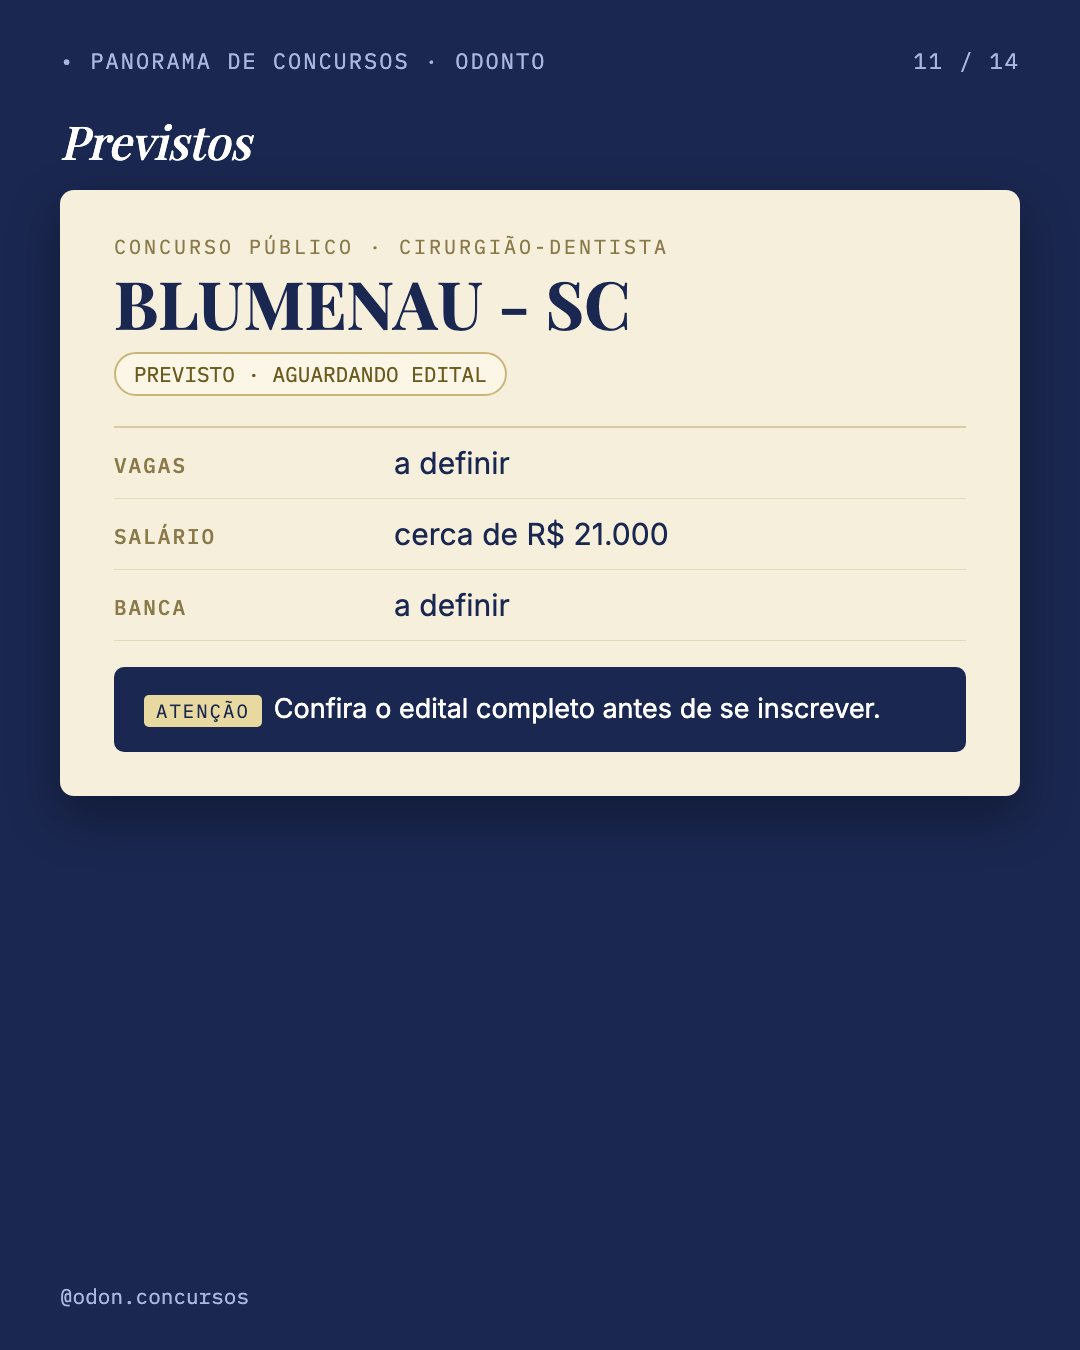 • PANORAMA DE CONCURSOS · ODONTO
11 / 14
Previstos
CONCURSO PÚBLICO · CIRURGIÃO-DENTISTA
BLUMENAU - SC
PREVISTO · AGUARDANDO EDITAL
VAGAS a definir
SALÁRIO cerca de R$ 21.000
BANCA a definir
ATENÇÃO Confira o edital completo antes de se inscrever.
@odon.concursos